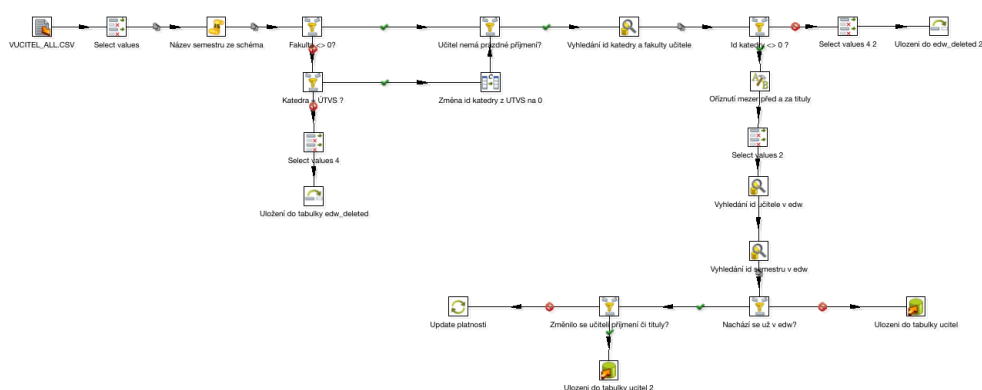 VUCITEL_ALL.CSV
Select values
Název semestru ze schéma
Fakulta <> 0?
Učitel nemá prázdné příjmení?
Vyhledání id katedry a fakulty učitele
Id katedry <> 0 ?
Select values 4 2
Ulozeni do edw_deleted 2
Katedra = ÚTVS ?
Změna id katedry z UTVS na 0
Oříznutí mezer před a za tituly
Select values 4
Select values 2
Uložení do tabulky edw_deleted
Vyhledání id učitele v edw
Vyhledání id semestru v edw
Update platnosti
Změnilo se učiteli příjmení či tituly?
Nachází se už v edw?
Ulozeni do tabulky ucitel
Ulozeni do tabulky ucitel 2